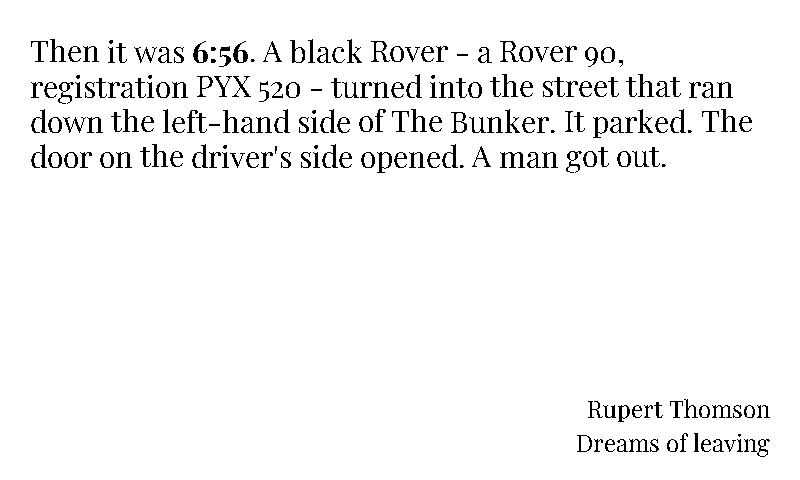 Then it was 6:56. A black Rover - a Rover 90,
registration PYX 520 - turned into the street that ran
down the left-hand side of The Bunker. It parked. The
door on the driver's side opened. A man got out.
Rupert Thomson
Dreams of leaving